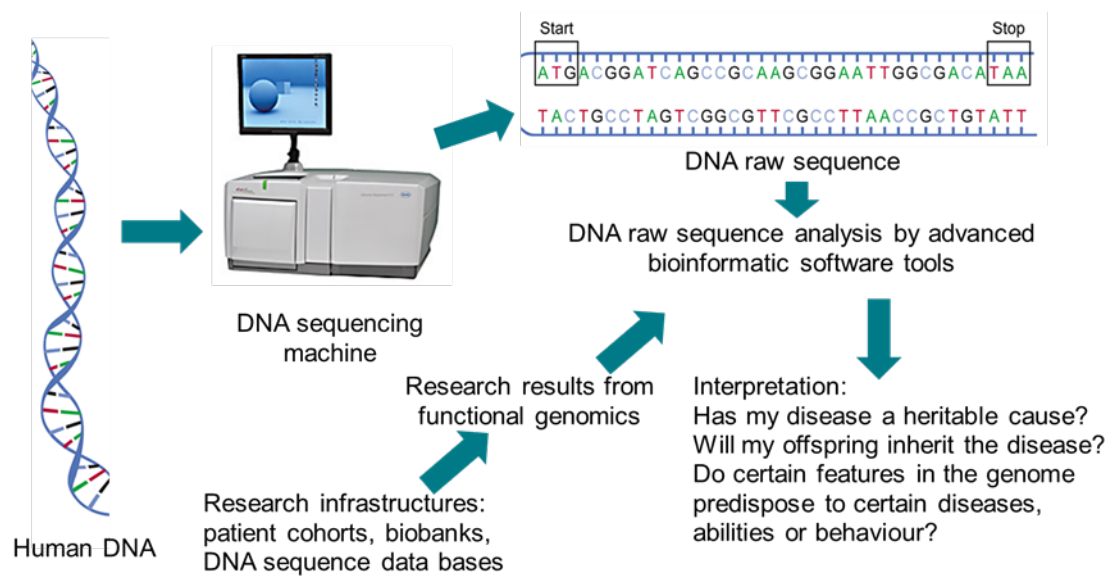 Start
Stop
ATGACGGATCAGCCGCAAGCGGAATTGGCGACATAA
TACTGCCTAGTCGGCGTTCGCCTTAACCGCTGTATT
DNA raw sequence
DNA raw sequence analysis by advanced
bioinformatic software tools
DNA sequencing
machine
Research results from
functional genomics
Interpretation:
Has my disease a heritable cause?
Will my offspring inherit the disease?
Do certain features in the genome
predispose to certain diseases,
abilities or behaviour?
Research infrastructures:
patient cohorts, biobanks,
DNA sequence data bases
Human DNA